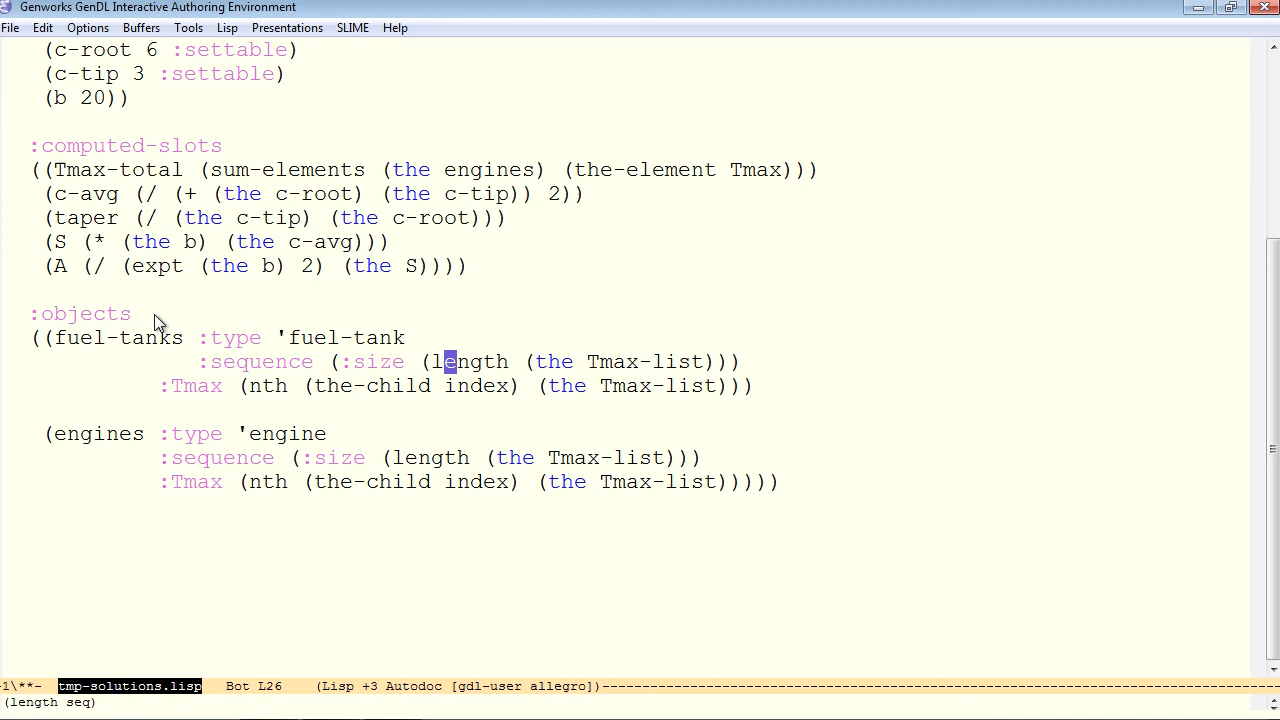 Genworks GenDL Interactive Authoring Environment
File Edit Options Buffers Tools Lisp Presentations SLIME Help
(c-root 6 :settable)
(c-tip 3 :settable)
(b 20))
:computed-slots
((Tmax-total (sum-elements (the engines) (the-element Tmax)))
(c-avg (/ (+ (the c-root) (the c-tip)) 2))
(taper (/ (the c-tip) (the c-root)))
(S (* (the b) (the c-avg)))
(A (/ (expt (the b) 2) (the S))))
:objects
((fuel-tanks :type 'fuel-tank
:sequence (:size (length (the Tmax-list)))
:Tmax (nth (the-child index) (the Tmax-list)))
(engines :type 'engine
:sequence (:size (length (the Tmax-list)))
:Tmax (nth (the-child index) (the Tmax-list)))))
-1\**- tmp-solutions.lisp Bot L26 (Lisp +3 Autodoc [gdl-user allegro])----------------------------------------
(length seq)